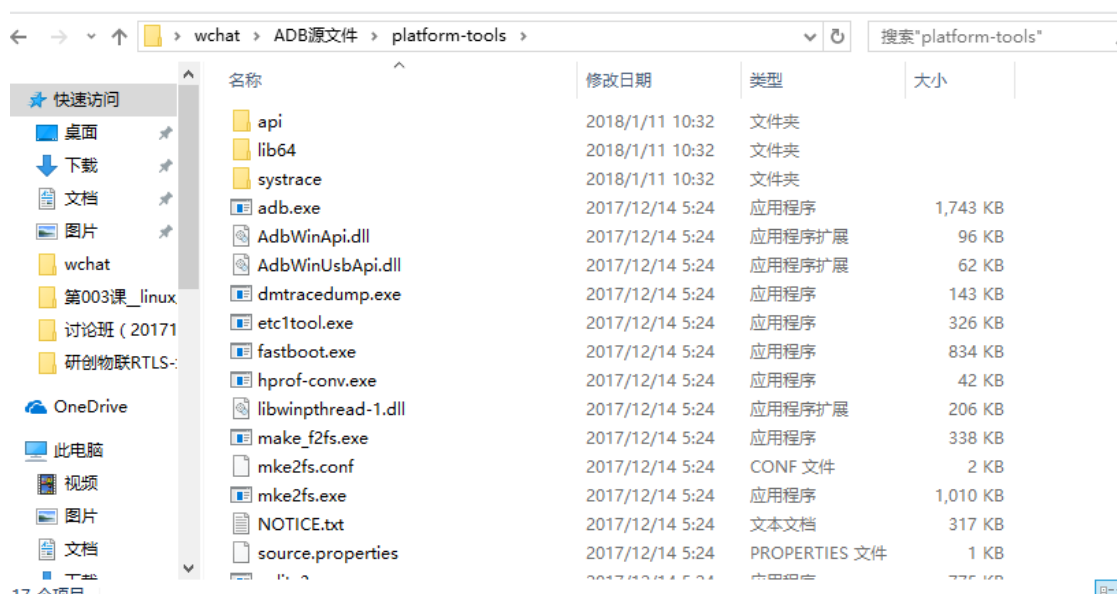 wchat › ADB源文件 › platform-tools ›
搜索"platform-tools"
名称 修改日期 类型 大小
快速访问
桌面
下载
文档
图片
wchat
第003课_linux
讨论班（20171
研创物联RTLS-
OneDrive
此电脑
视频
图片
文档
下载
api 2018/1/11 10:32 文件夹
lib64 2018/1/11 10:32 文件夹
systrace 2018/1/11 10:32 文件夹
adb.exe 2017/12/14 5:24 应用程序 1,743 KB
AdbWinApi.dll 2017/12/14 5:24 应用程序扩展 96 KB
AdbWinUsbApi.dll 2017/12/14 5:24 应用程序扩展 62 KB
dmtracedump.exe 2017/12/14 5:24 应用程序 143 KB
etc1tool.exe 2017/12/14 5:24 应用程序 326 KB
fastboot.exe 2017/12/14 5:24 应用程序 834 KB
hprof-conv.exe 2017/12/14 5:24 应用程序 42 KB
libwinpthread-1.dll 2017/12/14 5:24 应用程序扩展 206 KB
make_f2fs.exe 2017/12/14 5:24 应用程序 338 KB
mke2fs.conf 2017/12/14 5:24 CONF 文件 2 KB
mke2fs.exe 2017/12/14 5:24 应用程序 1,010 KB
NOTICE.txt 2017/12/14 5:24 文本文档 317 KB
source.properties 2017/12/14 5:24 PROPERTIES 文件 1 KB